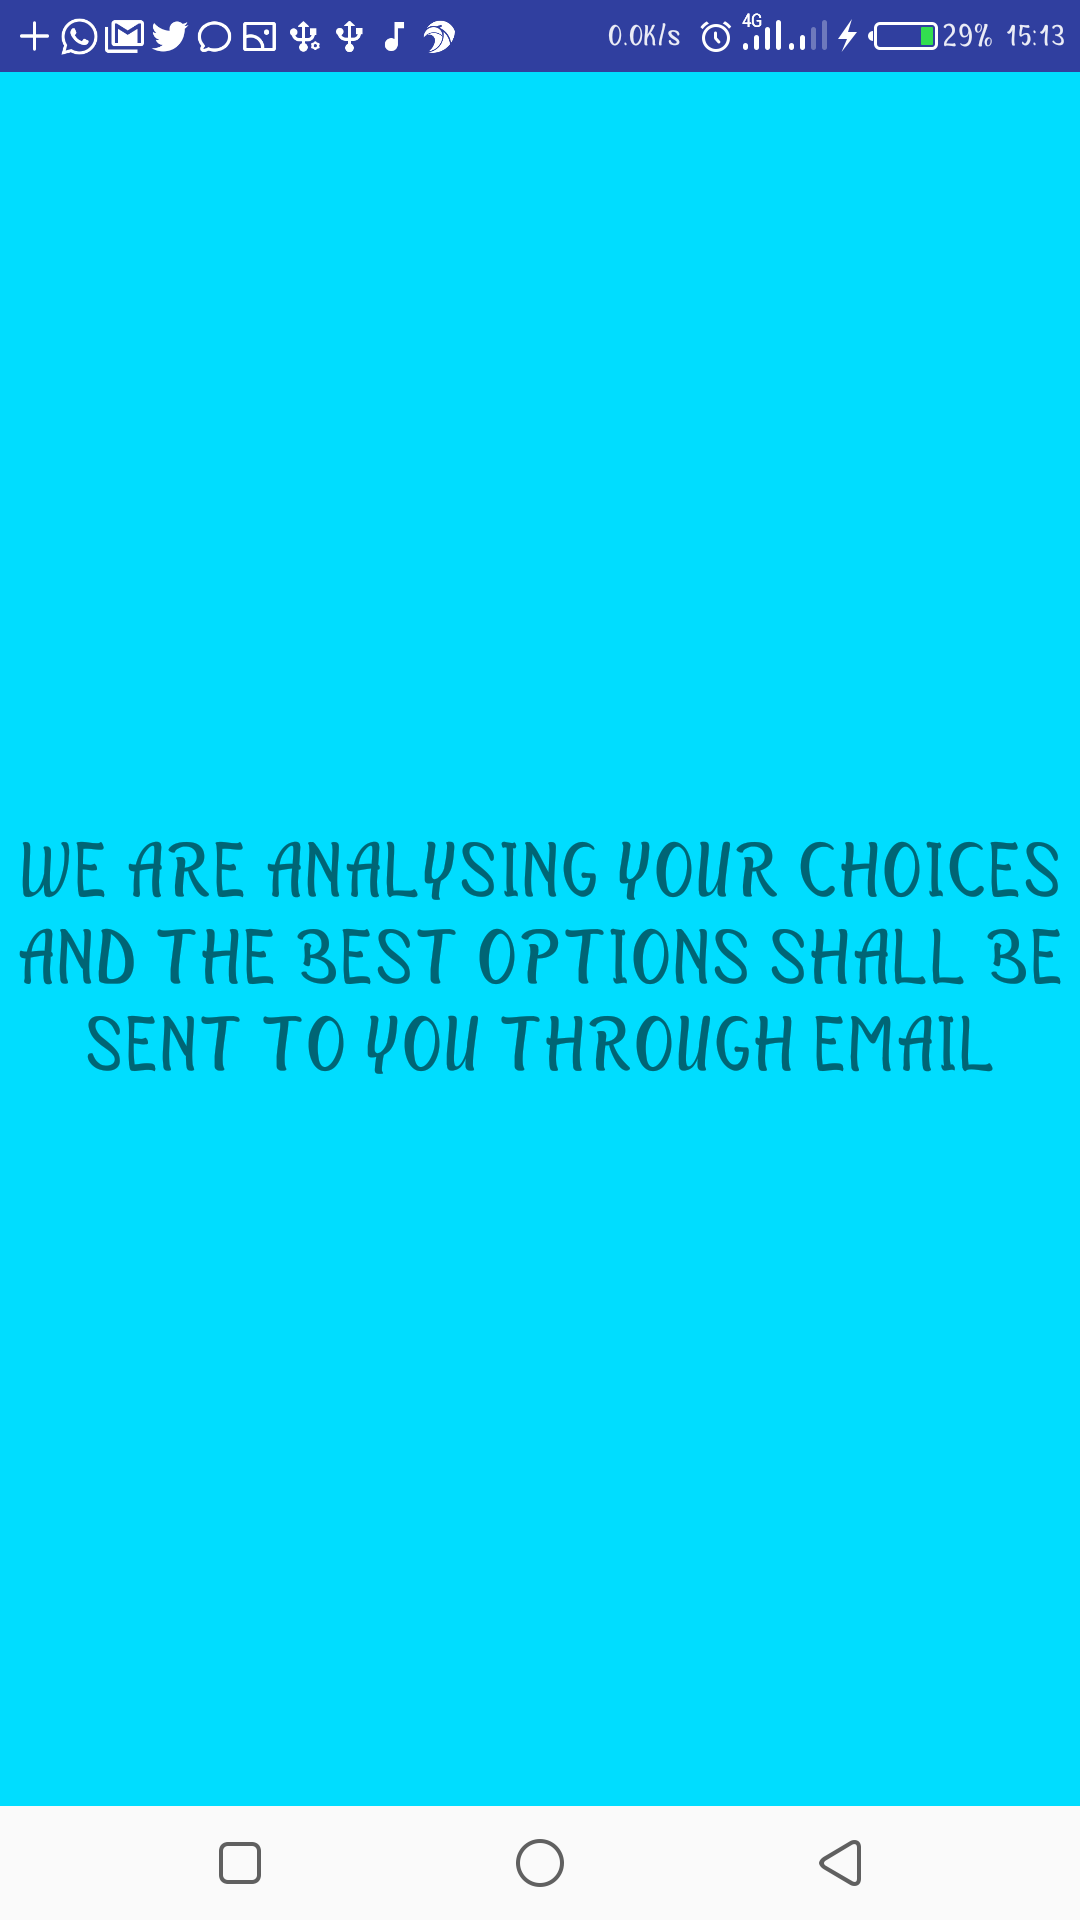 0.0K/s 4G 29% 15:13
WE ARE ANALYSING YOUR CHOICES
AND THE BEST OPTIONS SHALL BE
SENT TO YOU THROUGH EMAIL